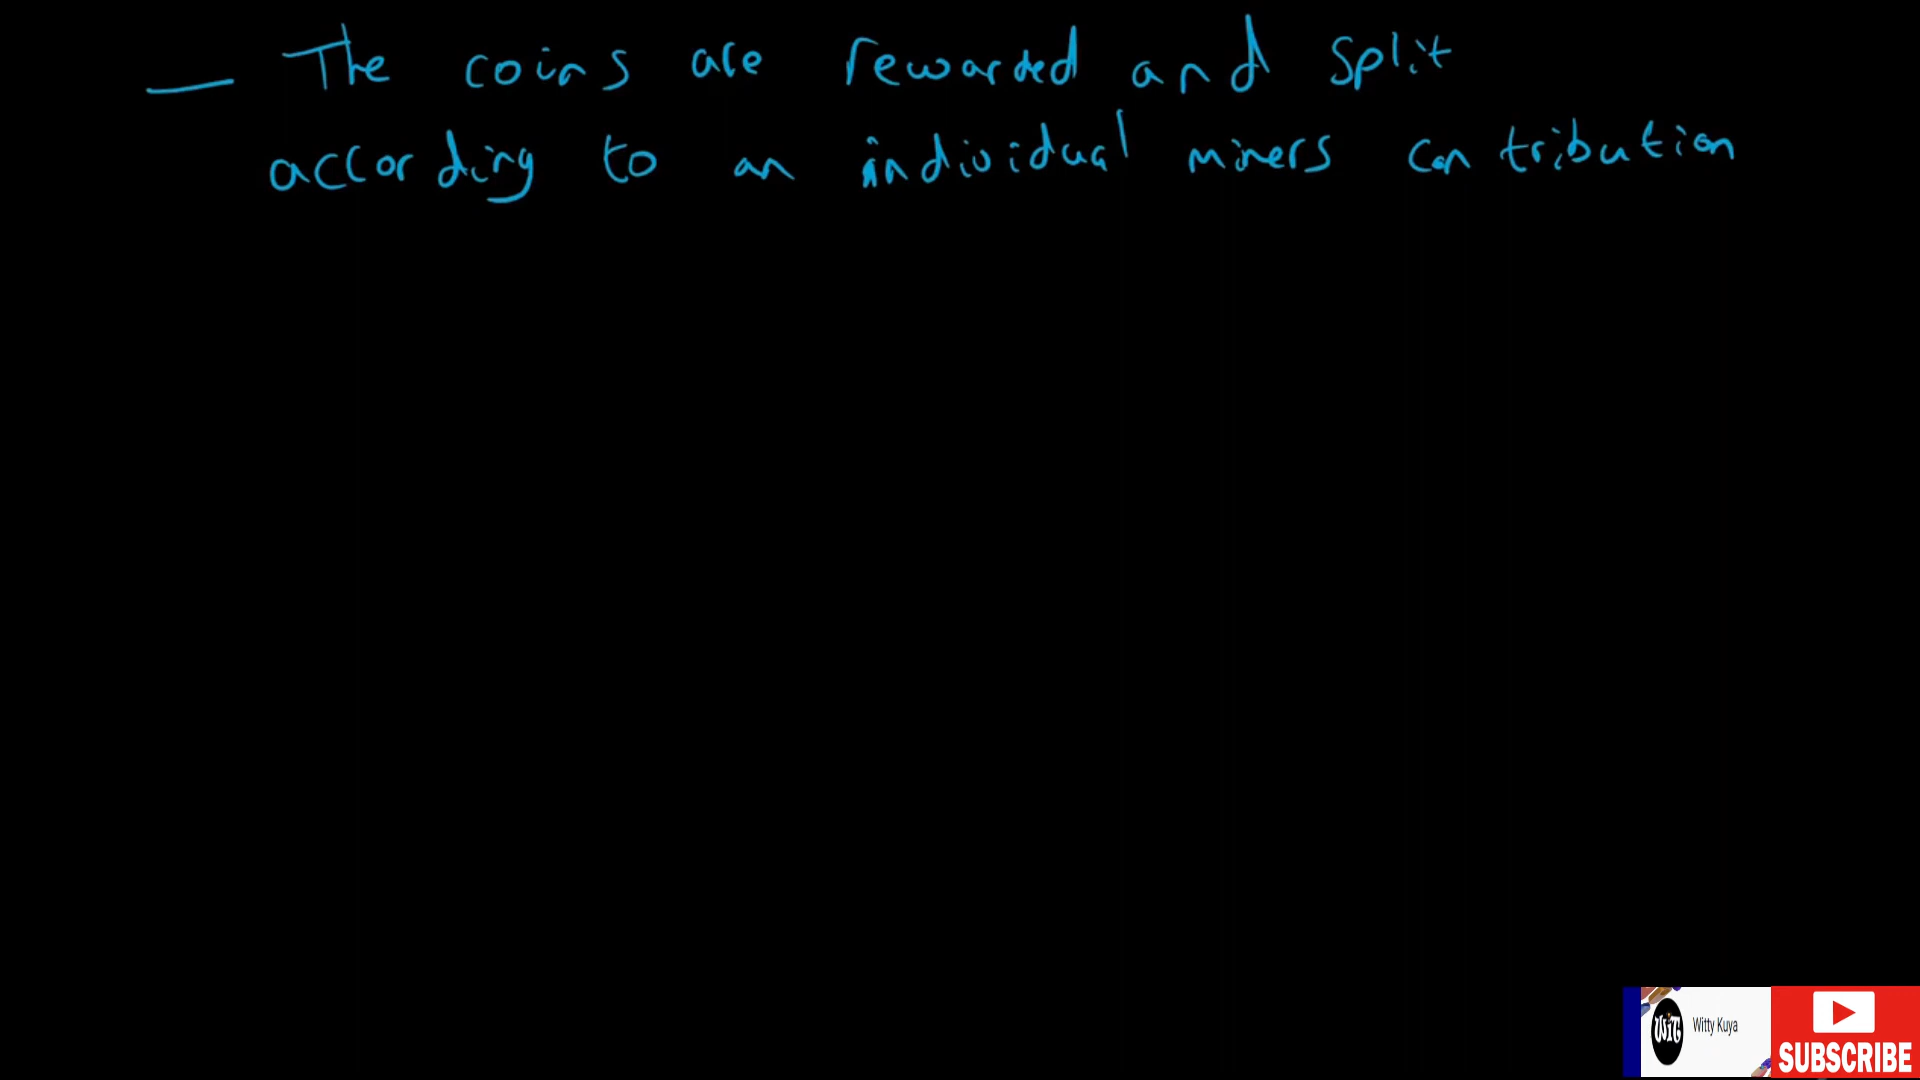 — The coins are rewarded and split
according to an individual miners contribution
Witty Kuya
SUBSCRIBE